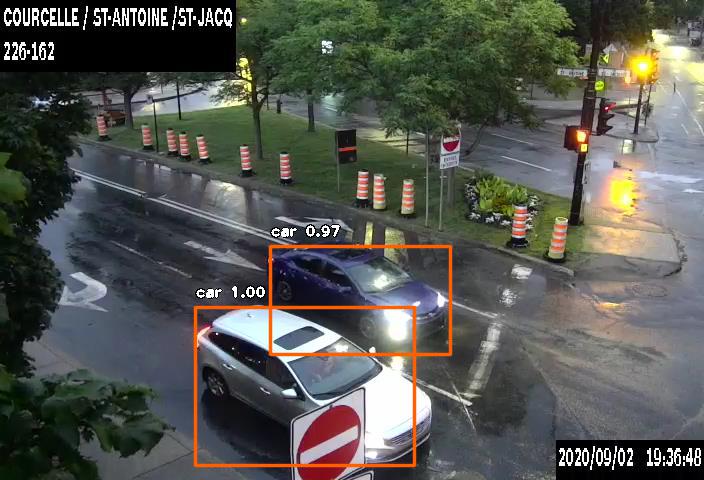 COURCELLE / ST-ANTOINE /ST-JACQ
226-162
car 0.97
car 1.00
2020/09/02 19:36:48